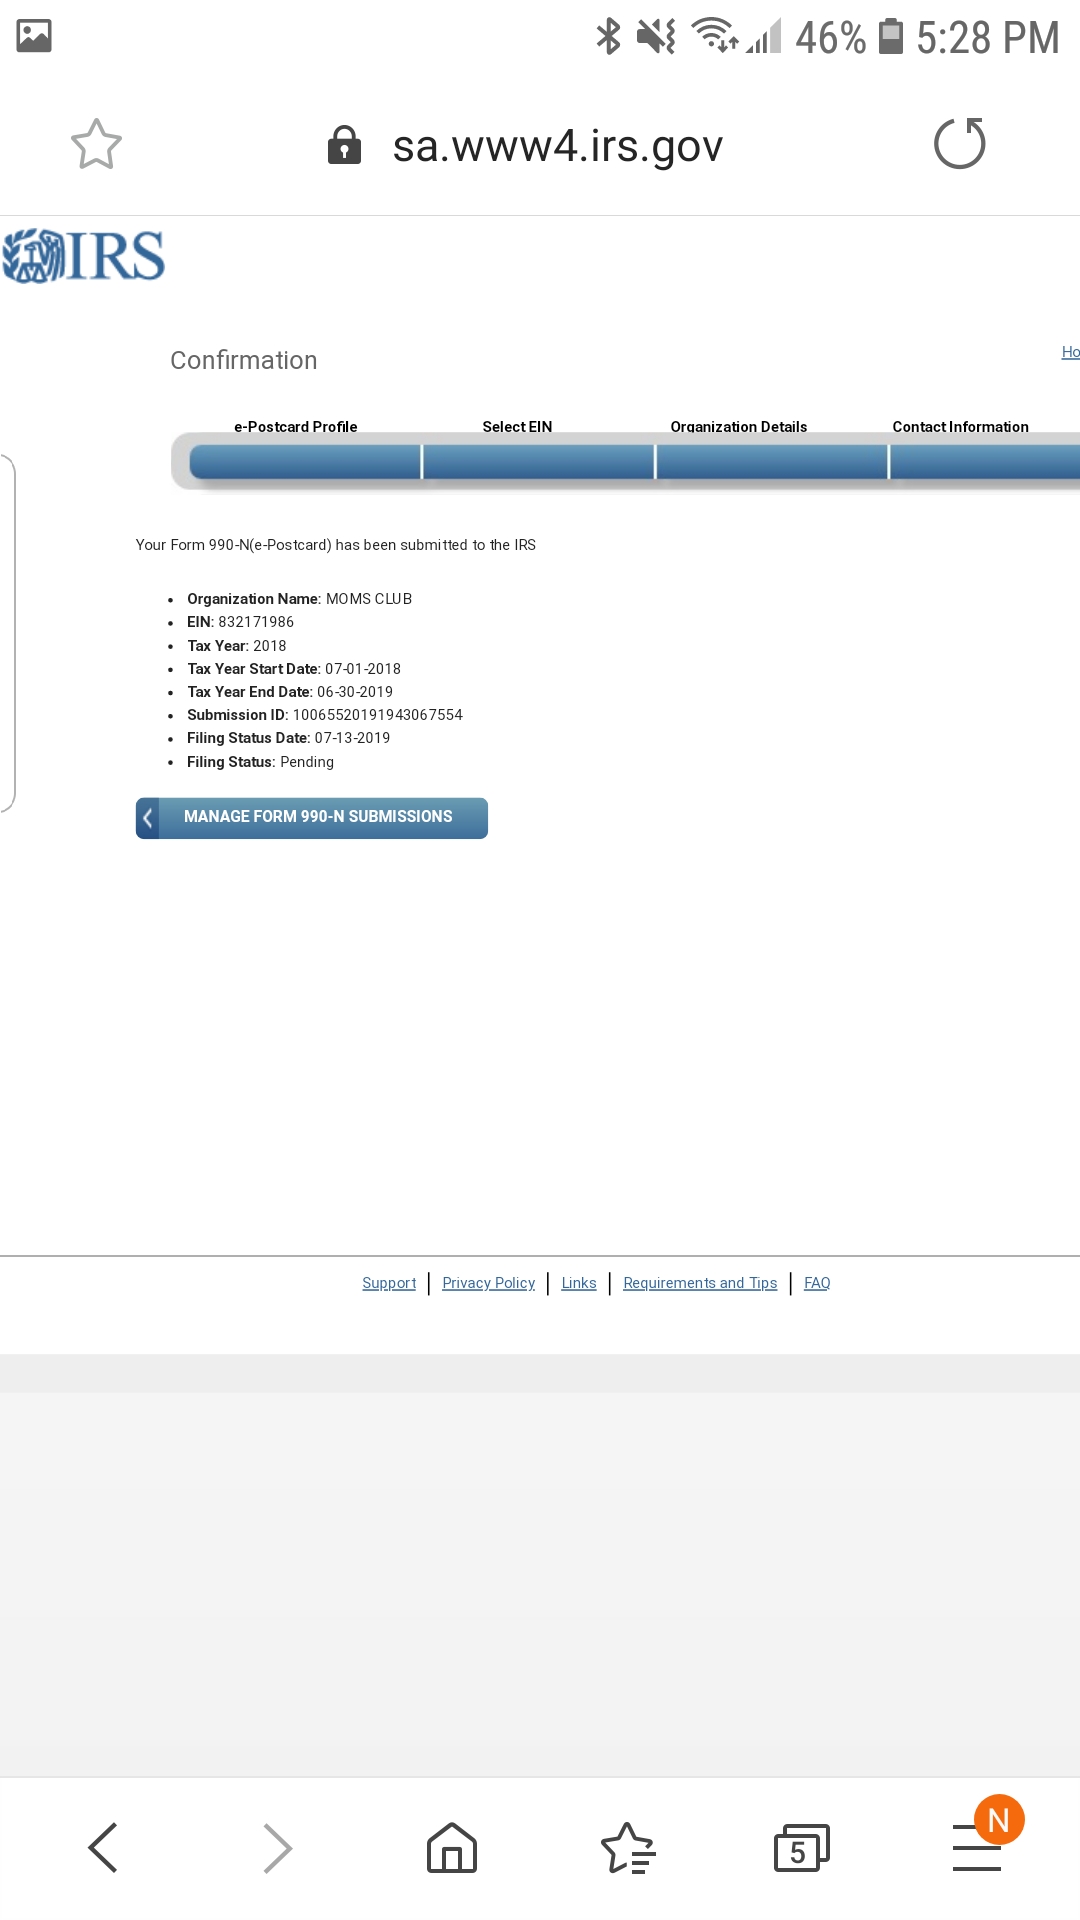 46% 5:28 PM
sa.www4.irs.gov
IRS
Confirmation
Ho
e-Postcard Profile Select EIN Organization Details Contact Information
Your Form 990-N(e-Postcard) has been submitted to the IRS
• Organization Name: MOMS CLUB
• EIN: 832171986
• Tax Year: 2018
• Tax Year Start Date: 07-01-2018
• Tax Year End Date: 06-30-2019
• Submission ID: 10065520191943067554
• Filing Status Date: 07-13-2019
• Filing Status: Pending
MANAGE FORM 990-N SUBMISSIONS
Support | Privacy Policy | Links | Requirements and Tips | FAQ
5
N